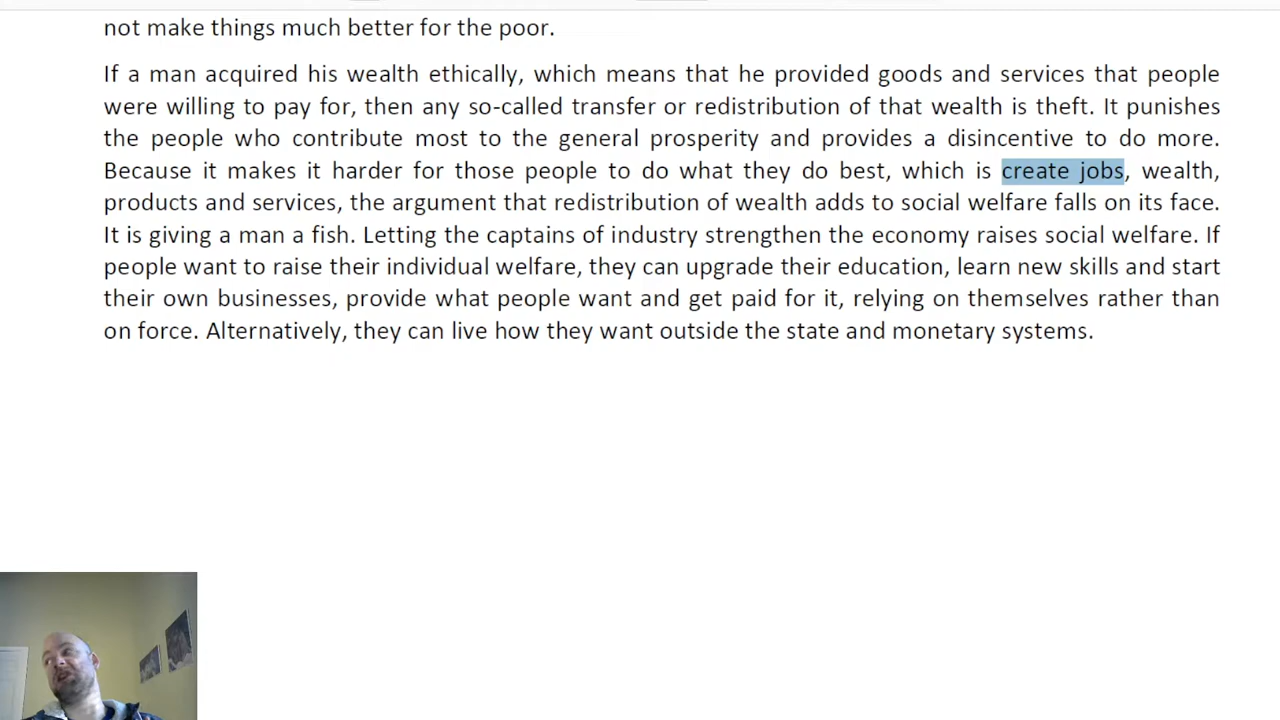 not make things much better for the poor.
If a man acquired his wealth ethically, which means that he provided goods and services that people
were willing to pay for, then any so-called transfer or redistribution of that wealth is theft. It punishes
the people who contribute most to the general prosperity and provides a disincentive to do more.
Because it makes it harder for those people to do what they do best, which is create jobs, wealth,
products and services, the argument that redistribution of wealth adds to social welfare falls on its face.
It is giving a man a fish. Letting the captains of industry strengthen the economy raises social welfare. If
people want to raise their individual welfare, they can upgrade their education, learn new skills and start
their own businesses, provide what people want and get paid for it, relying on themselves rather than
on force. Alternatively, they can live how they want outside the state and monetary systems.